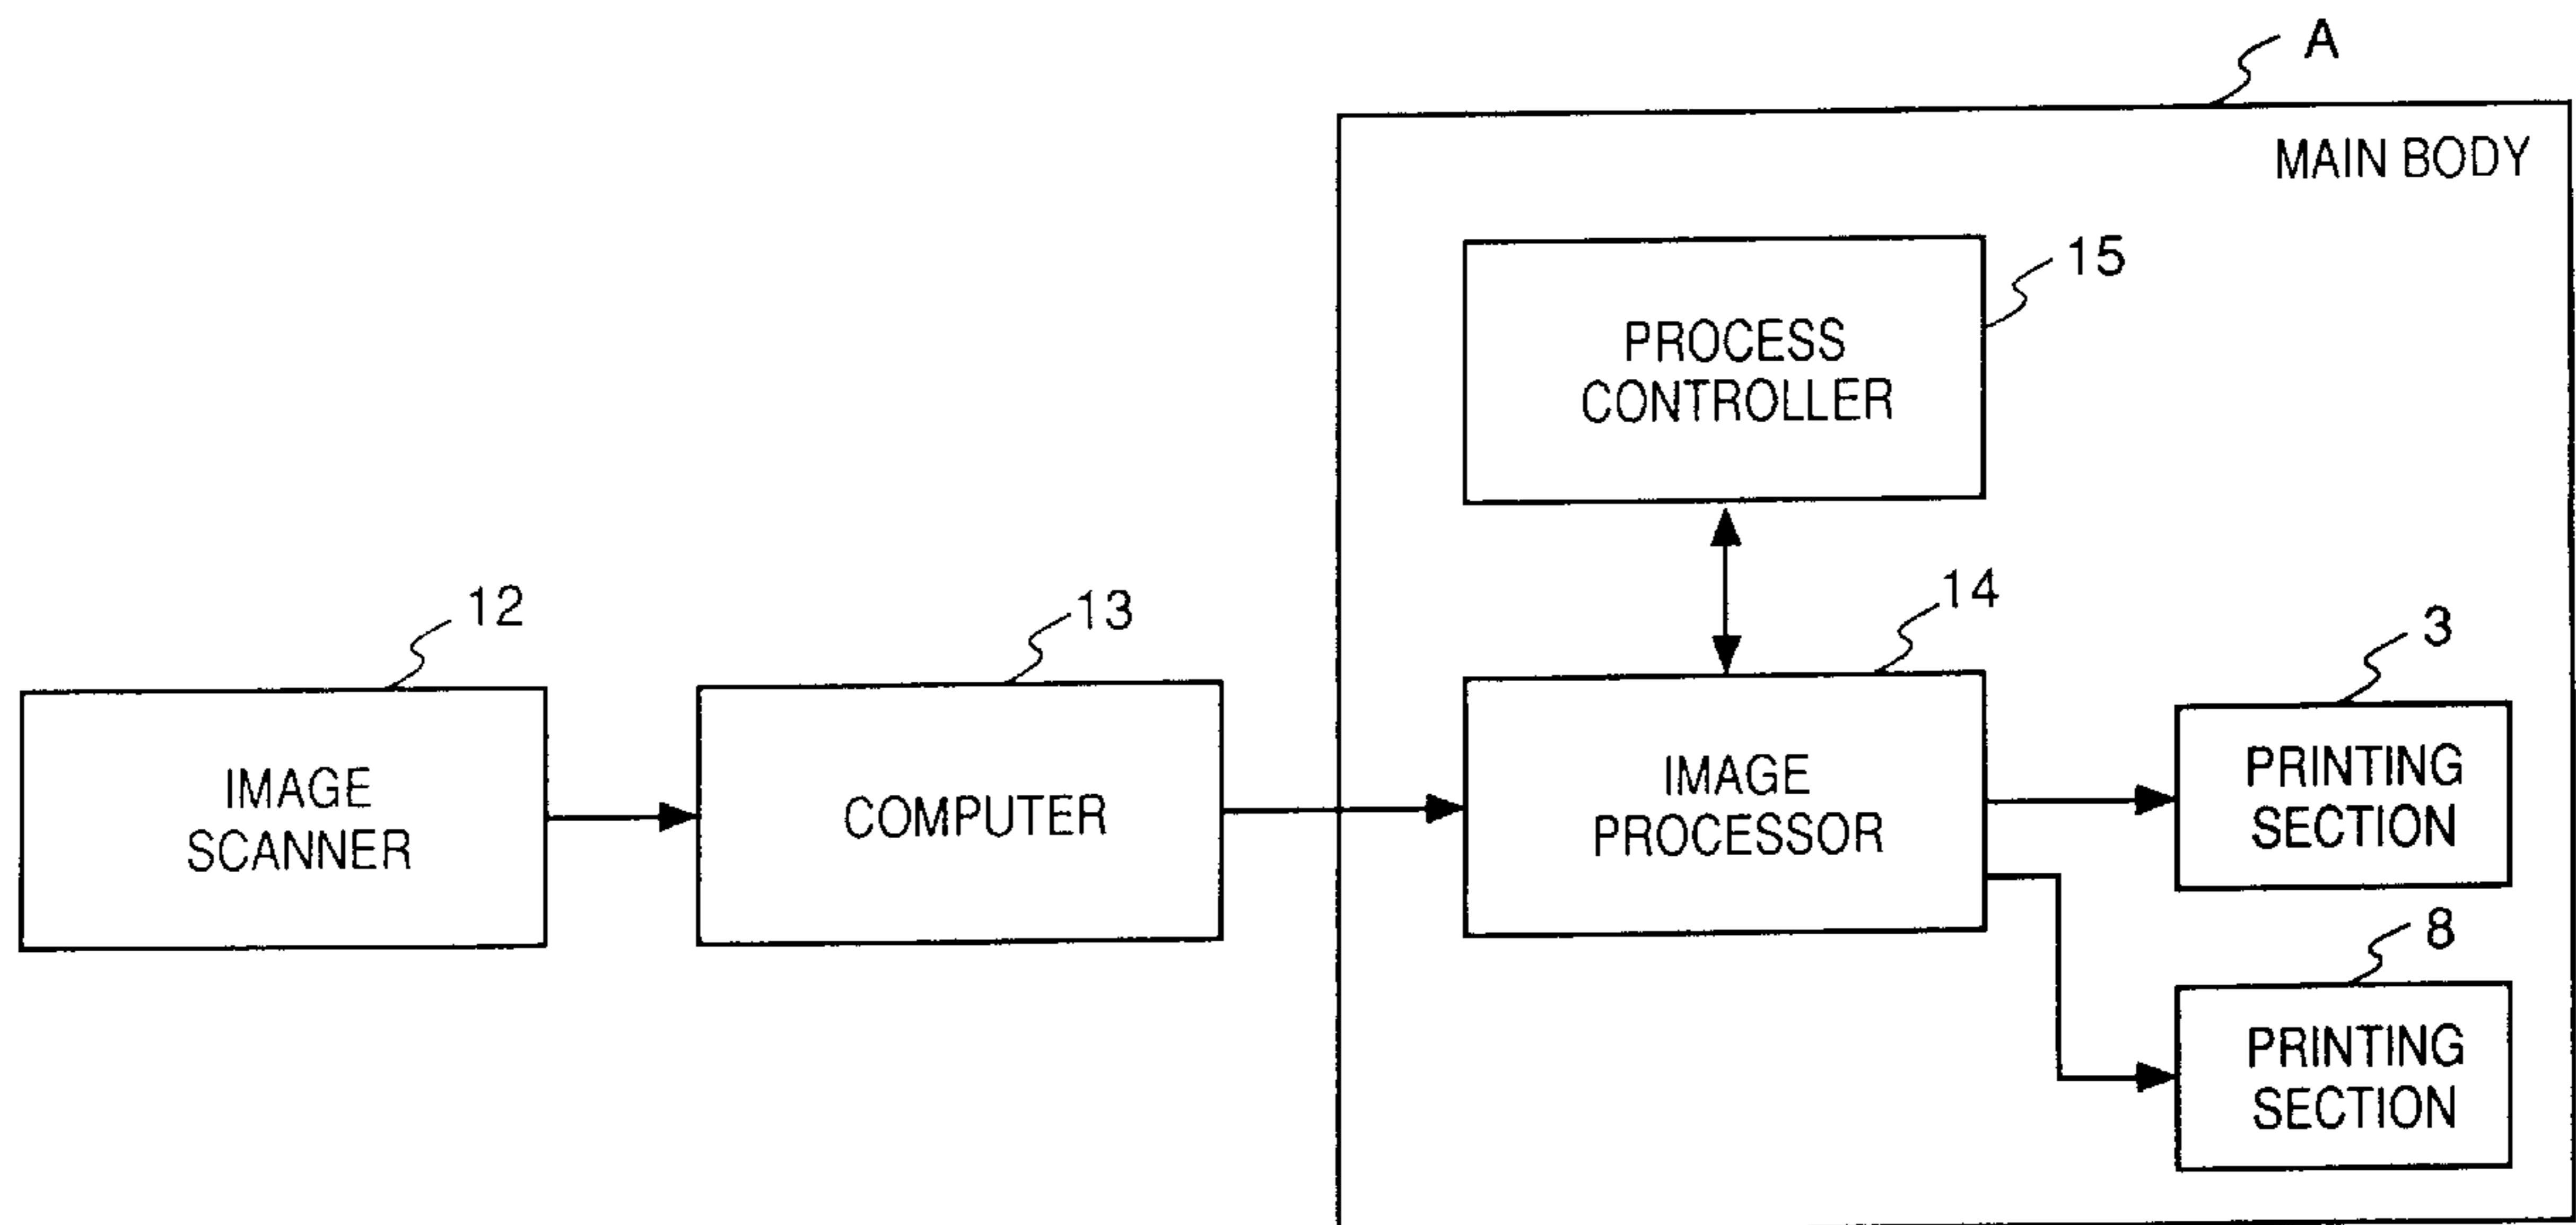 A
MAIN BODY
15
PROCESS
CONTROLLER
12
13
14
3
IMAGE
SCANNER
COMPUTER
IMAGE
PROCESSOR
PRINTING
SECTION
8
PRINTING
SECTION